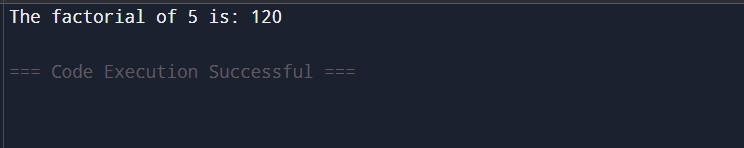 The factorial of 5 is: 120
=== Code Execution Successful ===